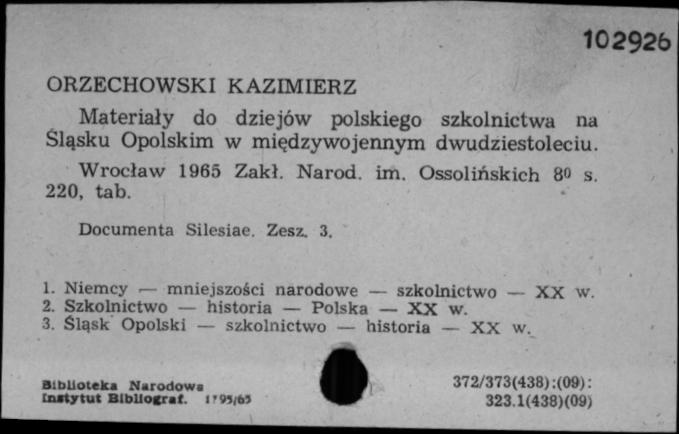 102926
ORZECHOWSKI KAZIMIERZ
Materiały do dziejów polskiego szkolnictwa na
Śląsku Opolskim w międzywojennym dwudziestoleciu.
Wrocław 1965 Zakł. Narod. im. Ossolińskich 8⁰ s.
220, tab.
Documenta Silesiae. Zesz. 3.
1. Niemcy — mniejszości narodowe — szkolnictwo — XX w.
2. Szkolnictwo — historia — Polska — XX w.
3. Śląsk Opolski — szkolnictwo — historia — XX w.
Biblioteka Narodowa
Instytut Bibliograf.
372/373(438):(09):
323.1(438)(09)